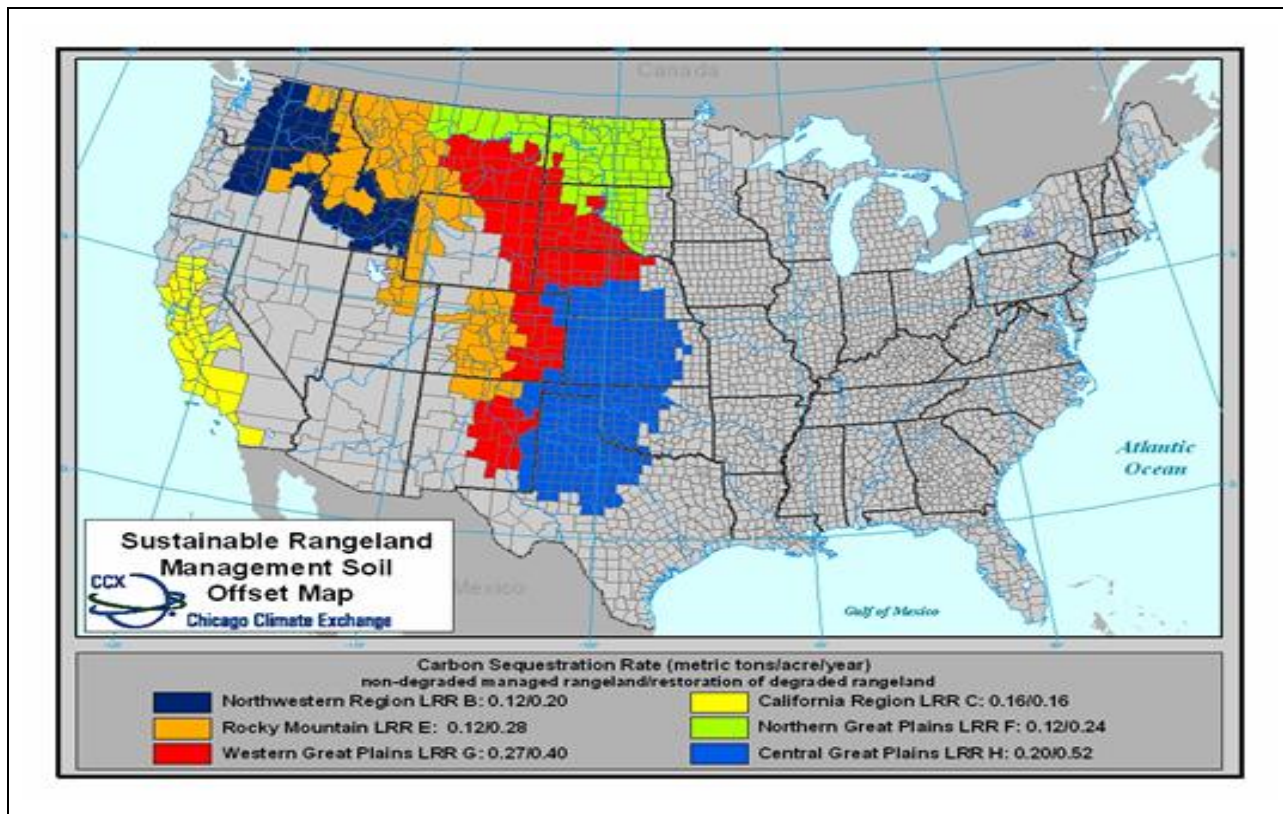 Canada
Atlantic
Ocean
Gulf of Mexico
Mexico
Sustainable Rangeland
Management Soil
Offset Map
CCX
Chicago Climate Exchange
Carbon Sequestration Rate (metric tons/acre/year)
non-degraded managed rangeland/restoration of degraded rangeland
Northwestern Region LRR B: 0.12/0.20
California Region LRR C: 0.16/0.16
Rocky Mountain LRR E: 0.12/0.28
Northern Great Plains LRR F: 0.12/0.24
Western Great Plains LRR G: 0.27/0.40
Central Great Plains LRR H: 0.20/0.52